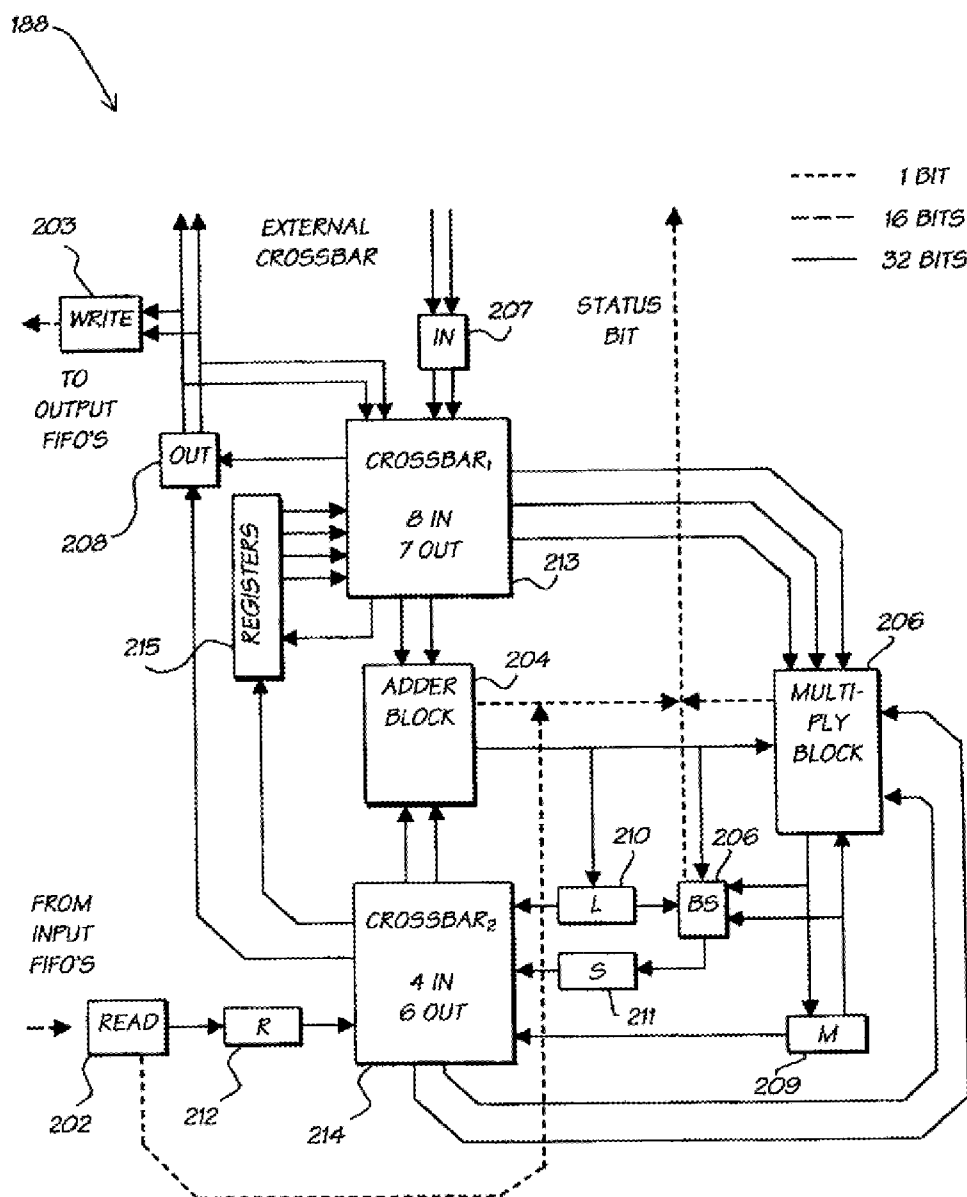 188
1 BIT
16 BITS
32 BITS
203
EXTERNAL
CROSSBAR
WRITE
207
IN
STATUS
BIT
TO
OUTPUT
FIFO'S
OUT
208
CROSSBAR1
8 IN
7 OUT
213
REGISTERS
215
204
ADDER
BLOCK
206
MULTI-
PLY
BLOCK
210
206
L
BS
FROM
INPUT
FIFO'S
CROSSBAR2
4 IN
6 OUT
S
211
READ
R
M
209
202
212
214